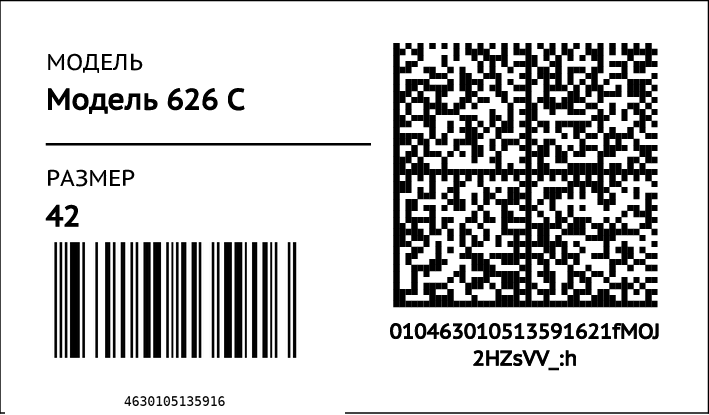 МОДЕЛЬ
Модель 626 С
РАЗМЕР
42
4630105135916
010463010513591621fMOJ
2HZsVV_:h